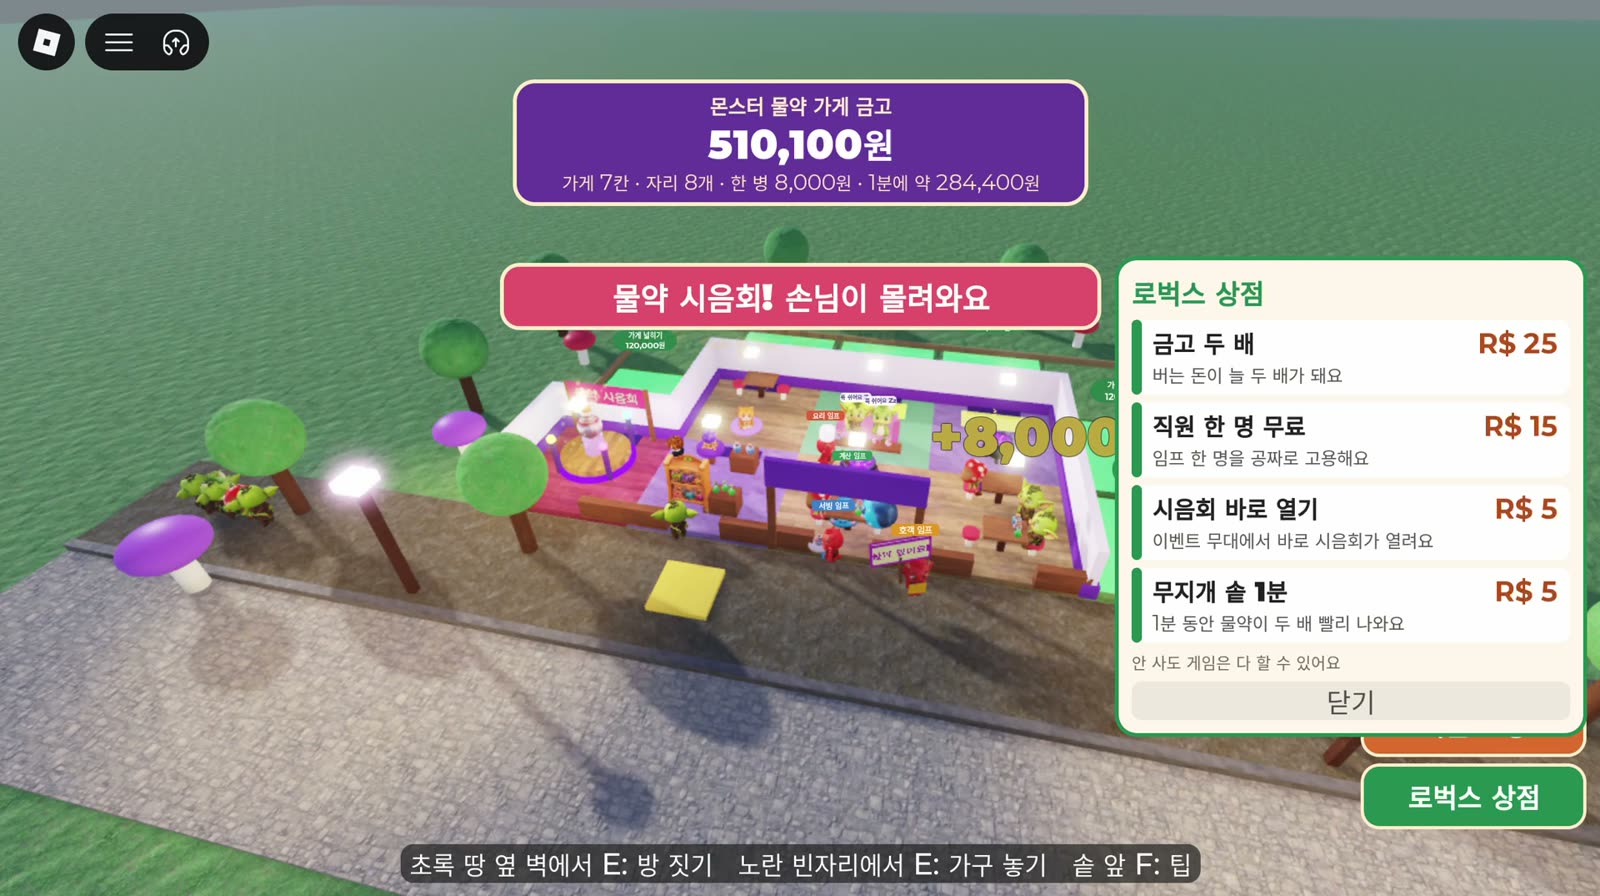 몬스터 물약 가게 금고
510,100원
가게 7칸 · 자리 8개 · 한 병 8,000원 · 1분에 약 284,400원
물약 시음회! 손님이 몰려와요
가게 넓히기
120,000원
시음회
요리 임프
계산 임프
서빙 임프
호객 임프
+8,000
로벅스 상점
금고 두 배
R$ 25
버는 돈이 늘 두 배가 돼요
직원 한 명 무료
R$ 15
임프 한 명을 공짜로 고용해요
시음회 바로 열기
R$ 5
이벤트 무대에서 바로 시음회가 열려요
무지개 솥 1분
R$ 5
1분 동안 물약이 두 배 빨리 나와요
안 사도 게임은 다 할 수 있어요
닫기
로벅스 상점
초록 땅 옆 벽에서 E: 방 짓기 노란 빈자리에서 E: 가구 놓기 솥 앞 F: 팁